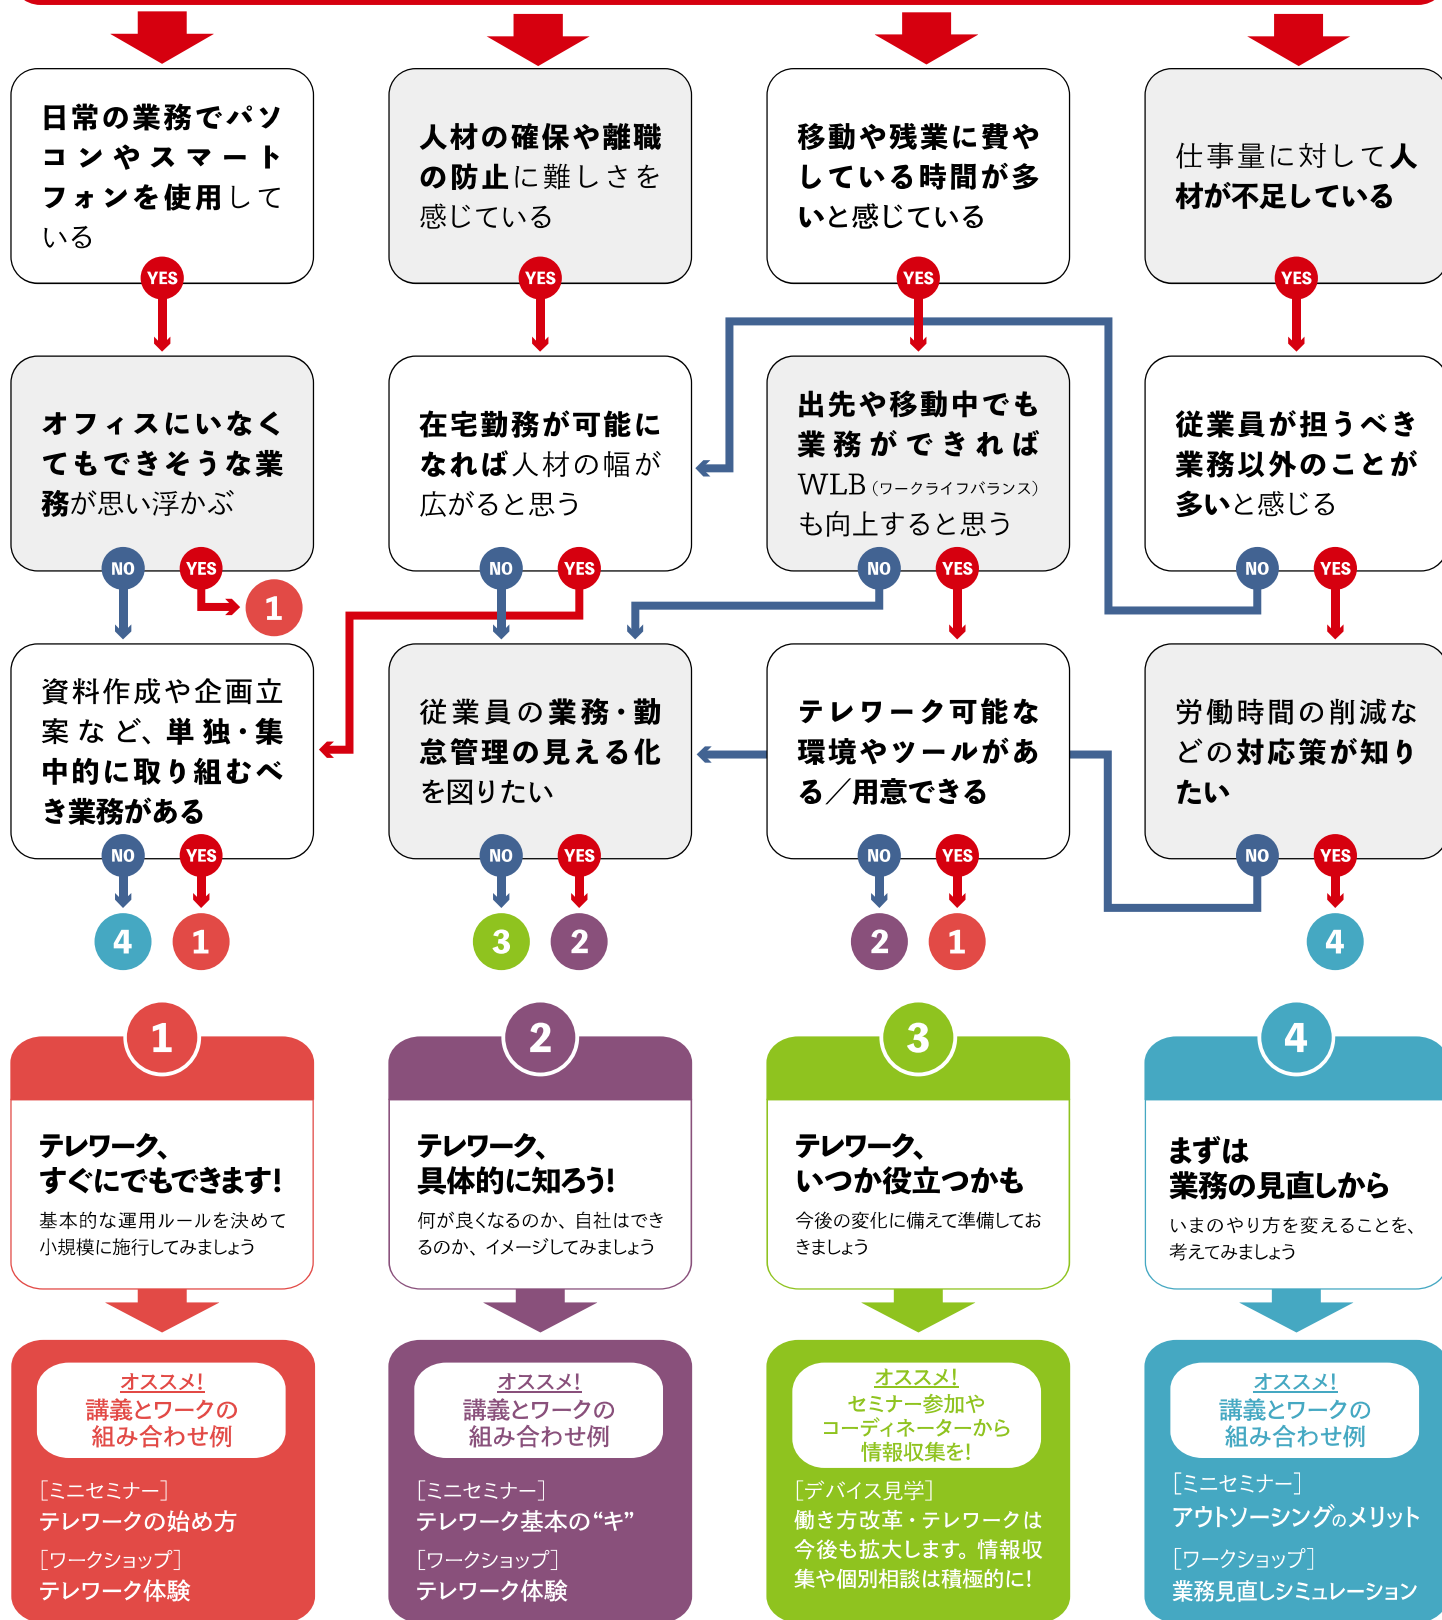 日常の業務でパソ
コンやスマート
フォンを使用して
いる
YES
人材の確保や離職
の防止に難しさを
感じている
YES
移動や残業に費や
している時間が多
いと感じている
YES
仕事量に対して人
材が不足している
YES
オフィスにいなく
てもできそうな業
務が思い浮かぶ
NO
YES
1
在宅勤務が可能に
なれば人材の幅が
広がると思う
NO
YES
出先や移動中でも
業務ができれば
WLB（ワークライフバランス）
も向上すると思う
NO
YES
従業員が担うべき
業務以外のことが
多いと感じる
NO
YES
資料作成や企画立
案など、単独・集
中的に取り組むべ
き業務がある
NO
YES
4
1
従業員の業務・勤
怠管理の見える化
を図りたい
NO
YES
3
2
テレワーク可能な
環境やツールがあ
る／用意できる
NO
YES
2
1
労働時間の削減な
どの対応策が知り
たい
NO
YES
4
1
テレワーク、
すぐにでもできます!
基本的な運用ルールを決めて
小規模に施行してみましょう
2
テレワーク、
具体的に知ろう!
何が良くなるのか、自社はでき
るのか、イメージしてみましょう
3
テレワーク、
いつか役立つかも
今後の変化に備えて準備してお
きましょう
4
まずは
業務の見直しから
いまのやり方を変えることを、
考えてみましょう
オススメ!
講義とワークの
組み合わせ例
［ミニセミナー］
テレワークの始め方
［ワークショップ］
テレワーク体験
オススメ!
講義とワークの
組み合わせ例
［ミニセミナー］
テレワーク基本の“キ”
［ワークショップ］
テレワーク体験
オススメ!
セミナー参加や
コーディネーターから
情報収集を!
［デバイス見学］
働き方改革・テレワークは
今後も拡大します。情報収
集や個別相談は積極的に!
オススメ!
講義とワークの
組み合わせ例
［ミニセミナー］
アウトソーシングのメリット
［ワークショップ］
業務見直しシミュレーション